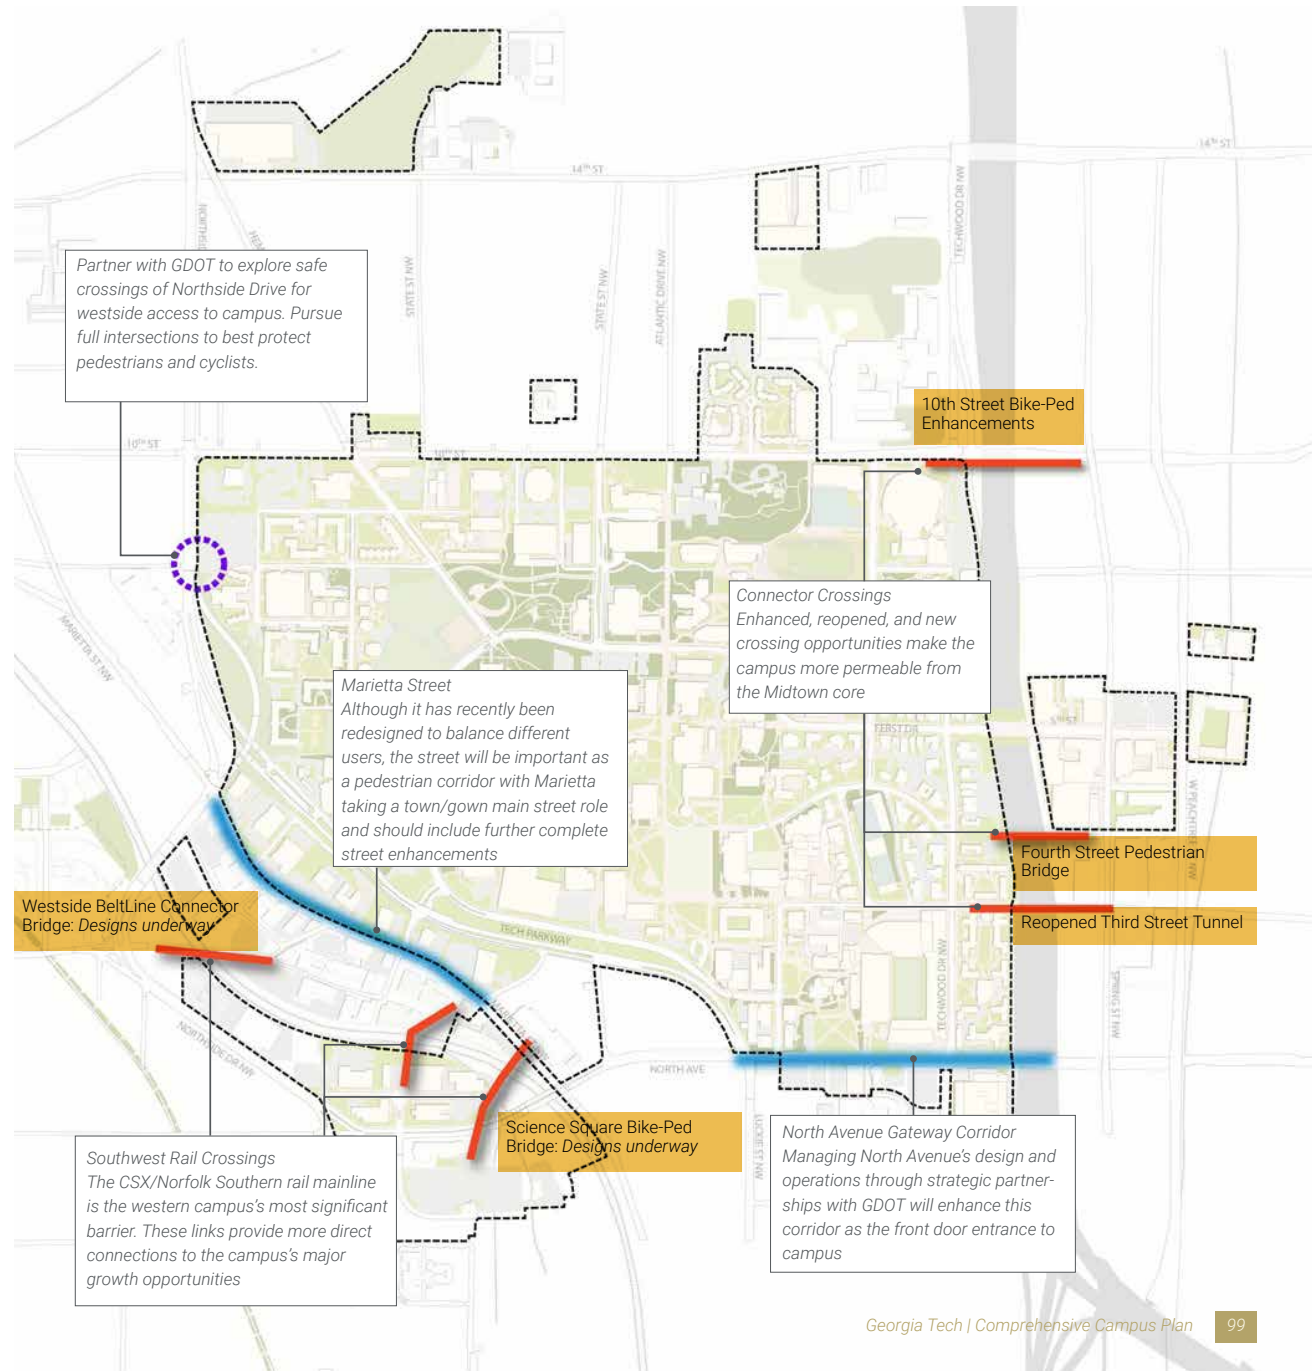 14TH ST
14TH ST
TECHWOOD DR NW
STATE ST NW
STATE ST NW
ATLANTIC DRIVE NW
Partner with GDOT to explore safe
crossings of Northside Drive for
westside access to campus. Pursue
full intersections to best protect
pedestrians and cyclists.
10th Street Bike-Ped
Enhancements
10TH ST
10TH ST
Connector Crossings
Enhanced, reopened, and new
crossing opportunities make the
campus more permeable from
the Midtown core
MARIETTA ST NW
Marietta Street
Although it has recently been
redesigned to balance different
users, the street will be important as
a pedestrian corridor with Marietta
taking a town/gown main street role
and should include further complete
street enhancements
FERST DR
5TH ST
Fourth Street Pedestrian
Bridge
Westside BeltLine Connector
Bridge: Designs underway
Reopened Third Street Tunnel
TECH PARKWAY
TECHWOOD DR NW
SPRING ST NW
NORTHSIDE DR NW
NORTH AVE
LUCKIE ST NW
Science Square Bike-Ped
Bridge: Designs underway
North Avenue Gateway Corridor
Managing North Avenue's design and
operations through strategic partner-
ships with GDOT will enhance this
corridor as the front door entrance to
campus
Southwest Rail Crossings
The CSX/Norfolk Southern rail mainline
is the western campus's most significant
barrier. These links provide more direct
connections to the campus's major
growth opportunities
Georgia Tech | Comprehensive Campus Plan 99